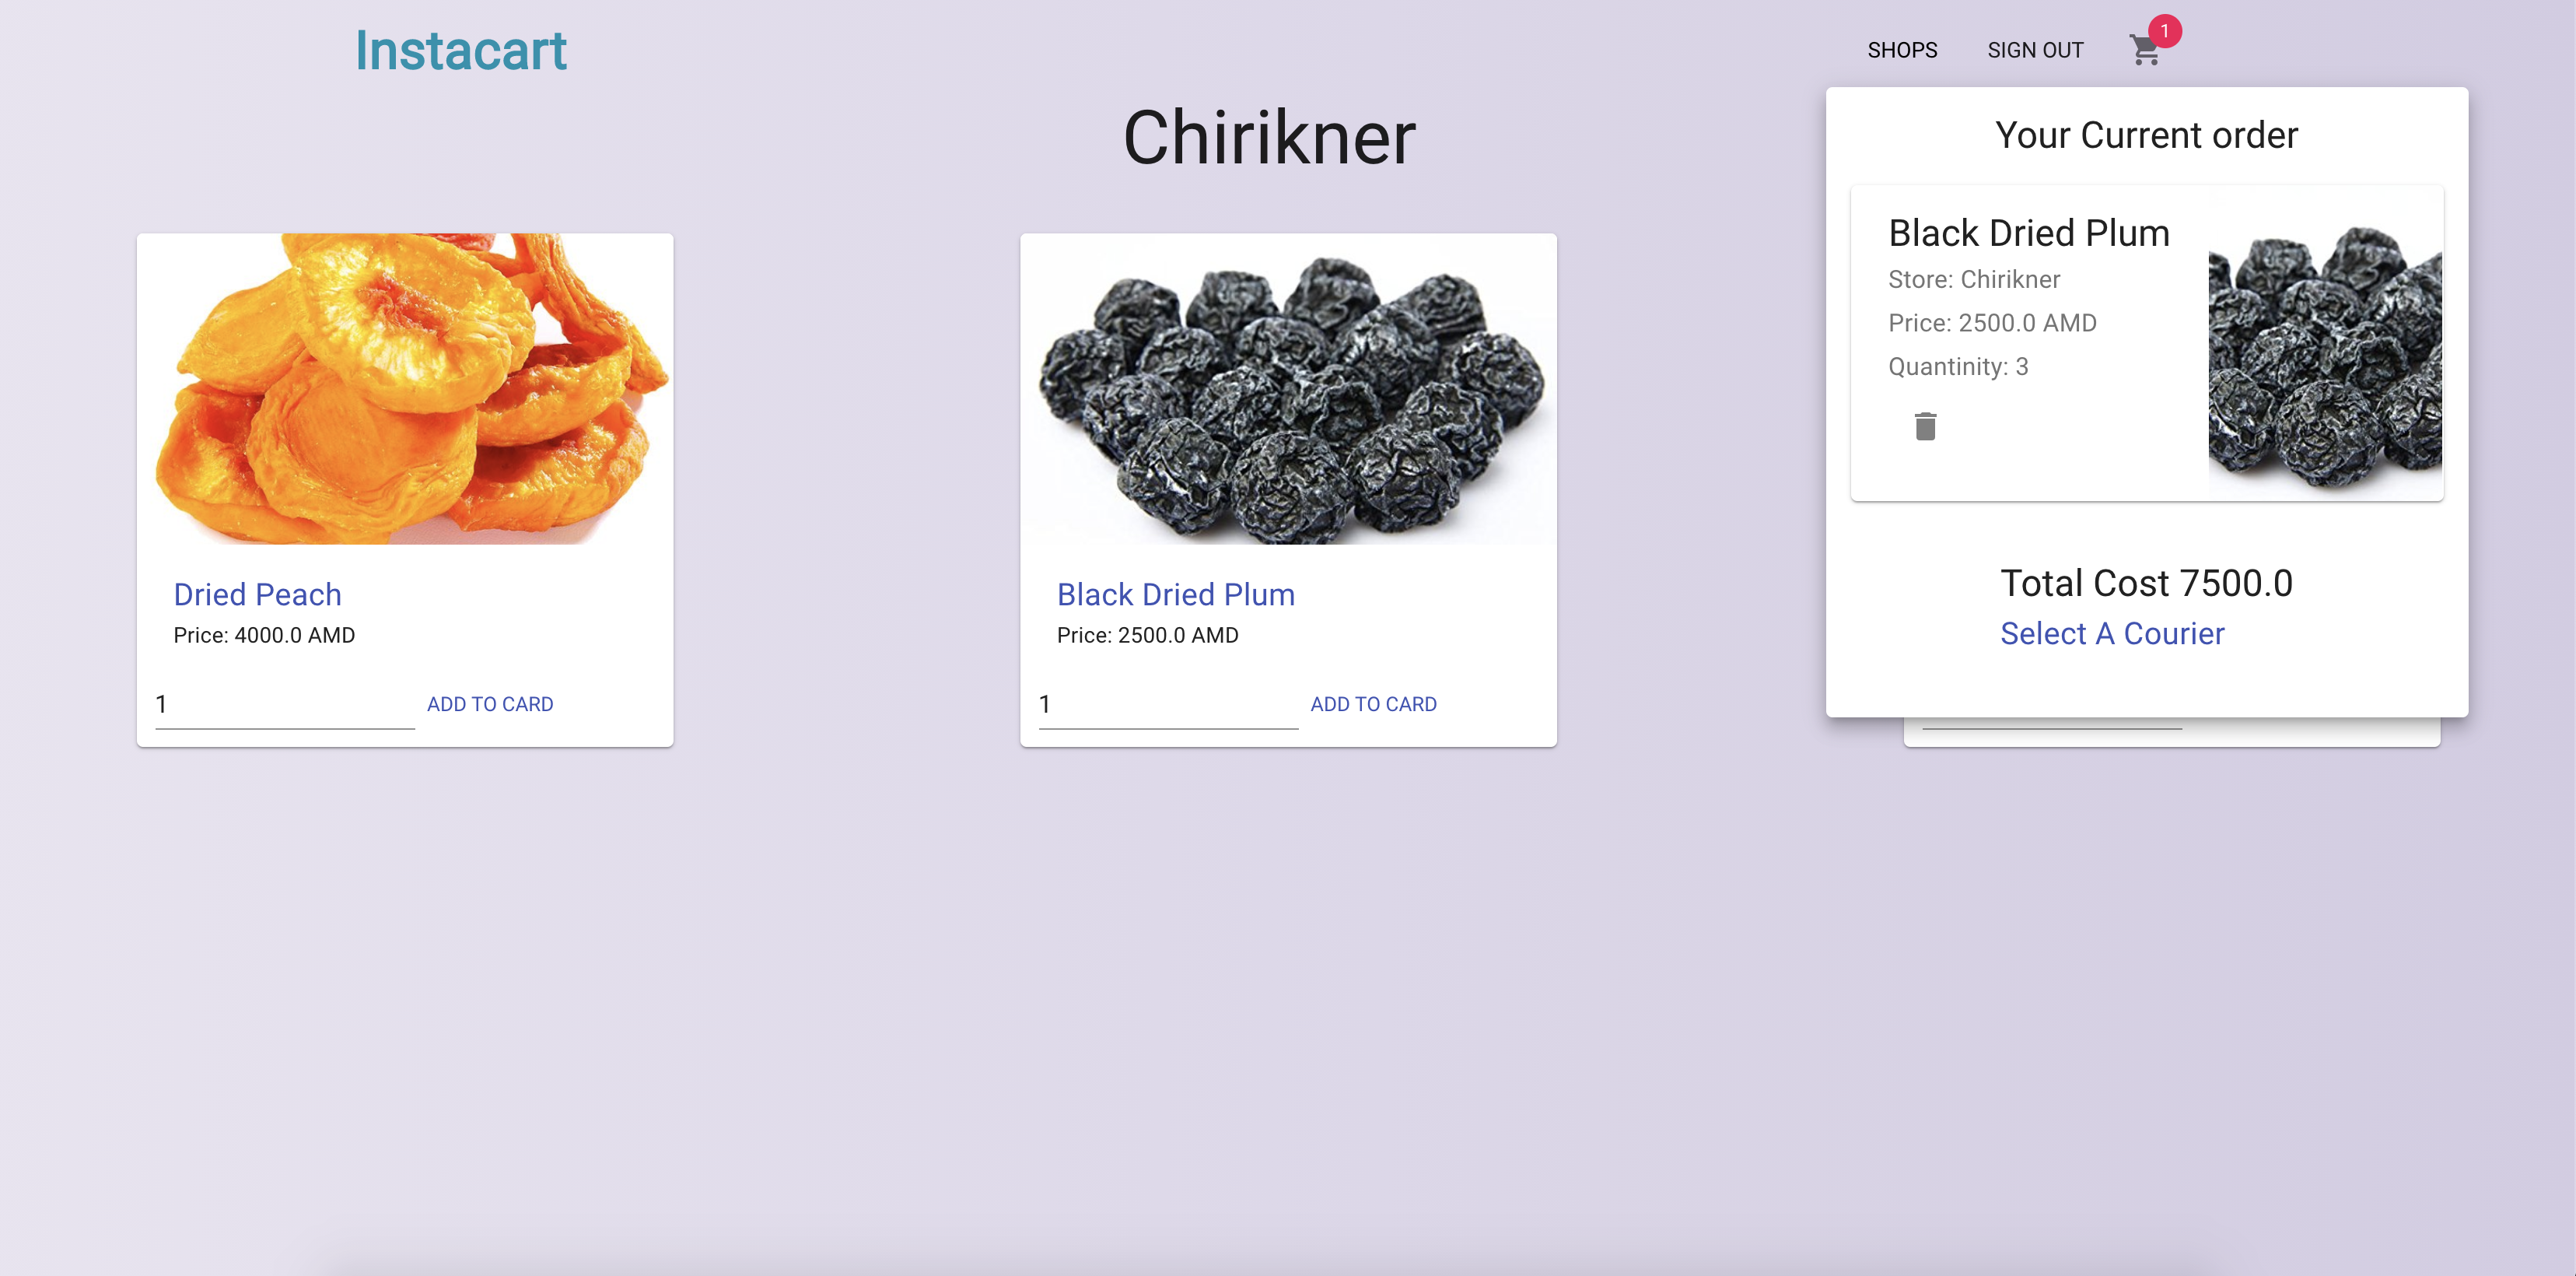 Instacart
SHOPS
SIGN OUT
1
Chirikner
Dried Peach
Price: 4000.0 AMD
1
ADD TO CARD
Black Dried Plum
Price: 2500.0 AMD
1
ADD TO CARD
Your Current order
Black Dried Plum
Store: Chirikner
Price: 2500.0 AMD
Quantinity: 3
Total Cost 7500.0
Select A Courier